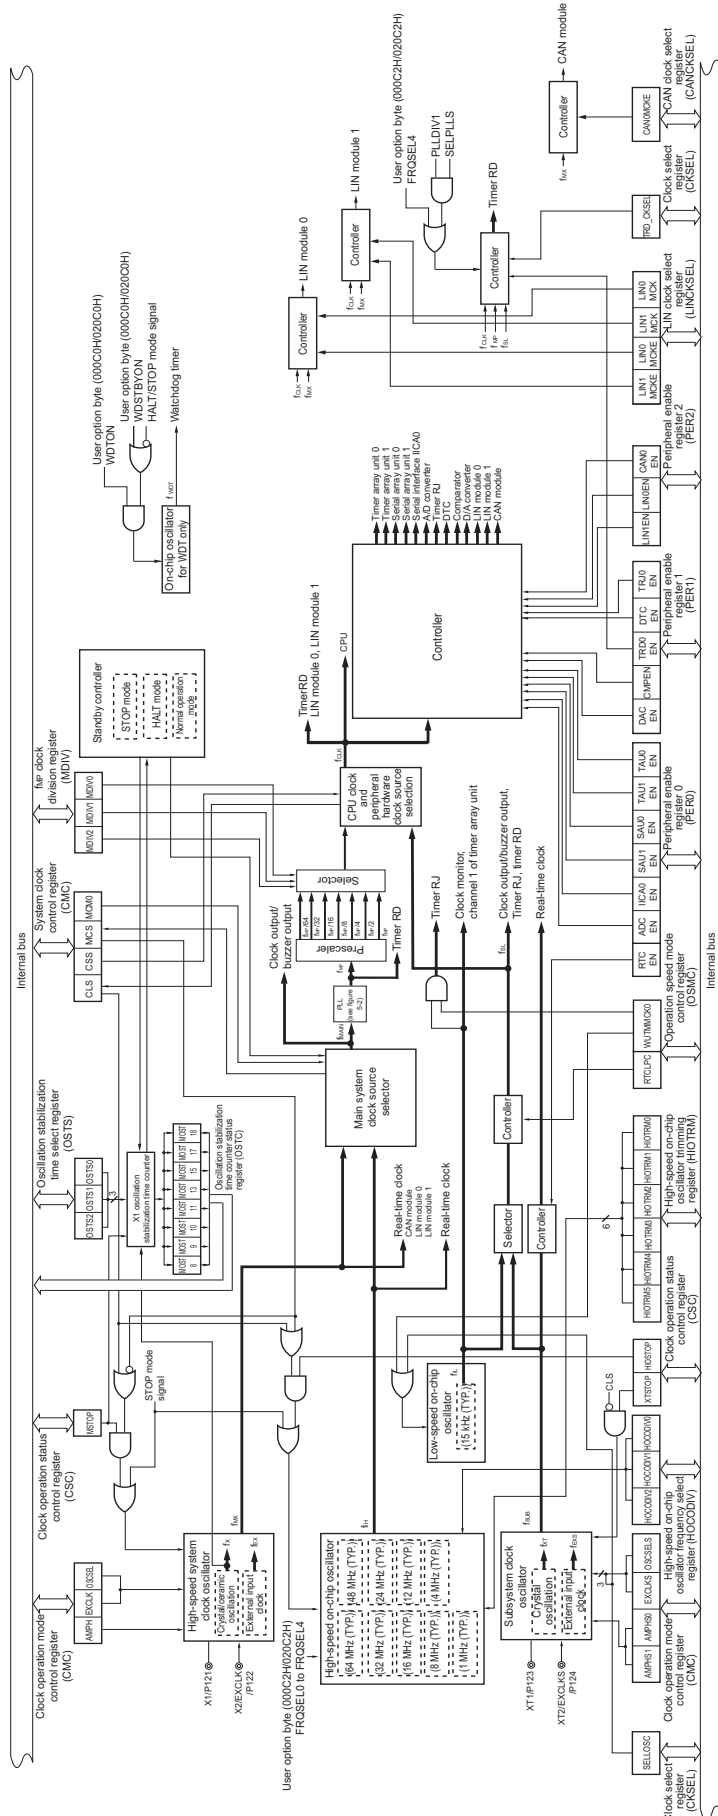 Internal bus
Clock operation mode
control register
(CMC)
AMPH
EXCLK
OSCSEL
Clock operation status
control register
(CSC)
MSTOP
Oscillation stabilization
time select register
(OSTS)
OSTS2
OSTS1
OSTS0
3
X1 oscillation
stabilization time counter
MOST
8
MOST
9
MOST
10
MOST
11
MOST
13
MOST
15
MOST
17
MOST
18
Oscillation stabilization
time counter status
register (OSTC)
System clock
control register
(CMC)
CLS
CSS
MCS
MCM0
fMP clock
division register
(MDIV)
MDIV2
MDIV1
MDIV0
Standby controller
STOP mode
HALT mode
Normal operation
mode
User option byte (000C0H/020C0H)
WDTON
User option byte (000C0H/020C0H)
WDSTBYON
HALT/STOP mode signal
On-chip oscillator
for WDT only
fWDT
Watchdog timer
STOP mode
signal
X1/P121
X2/EXCLK
/P122
High-speed system
clock oscillator
Crystal/ceramic
oscillation
fX
External input
clock
fEX
fMX
User option byte (000C2H/020C2H)
FRQSEL0 to FRQSEL4
High-speed on-chip oscillator
(64 MHz (TYP.))
(48 MHz (TYP.))
(32 MHz (TYP.))
(24 MHz (TYP.))
(16 MHz (TYP.))
(12 MHz (TYP.))
(8 MHz (TYP.))
(4 MHz (TYP.))
(1 MHz (TYP.))
fIH
Real-time clock
CAN module
LIN module 0
LIN module 1
Real-time clock
Main system
clock source
selector
fMAIN
Clock output/
buzzer output
PLL
(see figure
5-2)
fMP
Timer RD
Prescaler
fMP/64
fMP/32
fMP/16
fMP/8
fMP/4
fMP/2
fMP
Selector
CPU clock
and
peripheral
hardware
clock source
selection
fCLK
TimerRD
LIN module 0, LIN module 1
CPU
Controller
Timer array unit 0
Timer array unit 1
Serial array unit 0
Serial array unit 1
Serial interface IICA0
A/D converter
Timer RJ
DTC
Comparator
D/A converter
LIN module 0
LIN module 1
CAN module
fCLK
fMX
Controller
LIN module 0
fCLK
fMX
Controller
LIN module 1
User option byte (000C2H/020C2H)
FRQSEL4
PLLDIV1
SELPLLS
fCLK
fMP
fSL
Controller
Timer RD
fMX
Controller
CAN module
Low-speed on-chip
oscillator
(15 kHz (TYP.))
fIL
Timer RJ
Clock monitor,
channel 1 of timer array unit
Selector
Controller
fSL
Clock output/buzzer output,
Timer RJ, timer RD
Controller
Real-time clock
XT1/P123
XT2/EXCLKS
/P124
Subsystem clock
oscillator
Crystal
oscillation
fXT
External input
clock
fEXS
fSUB
CLS
3
6
SELLOSC
Clock select
register
(CKSEL)
AMPHS1
AMPHS0
EXCLKS
OSCSELS
Clock operation mode
control register
(CMC)
HOCODIV2
HOCODIV1
HOCODIV0
High-speed on-chip
oscillator frequency select
register (HOCODIV)
XTSTOP
HIOSTOP
Clock operation status
control register
(CSC)
HIOTRM5
HIOTRM4
HIOTRM3
HIOTRM2
HIOTRM1
HIOTRM0
High-speed on-chip
oscillator trimming
register (HIOTRM)
RTCLPC
WUTMMCK0
Operation speed mode
control register
(OSMC)
RTC
EN
ADC
EN
IICA0
EN
SAU1
EN
SAU0
EN
TAU1
EN
TAU0
EN
Peripheral enable
register 0
(PER0)
DAC
EN
CMPEN
TRD0
EN
DTC
EN
TRJ0
EN
Peripheral enable
register 1
(PER1)
LIN1EN
LIN0EN
CAN0
EN
Peripheral enable
register 2
(PER2)
LIN1
MCKE
LIN0
MCKE
LIN1
MCK
LIN0
MCK
LIN clock select
register
(LINCKSEL)
TRD_CKSEL
Clock select
register
(CKSEL)
CAN0MCKE
CAN clock select
register
(CANCKSEL)
Internal bus